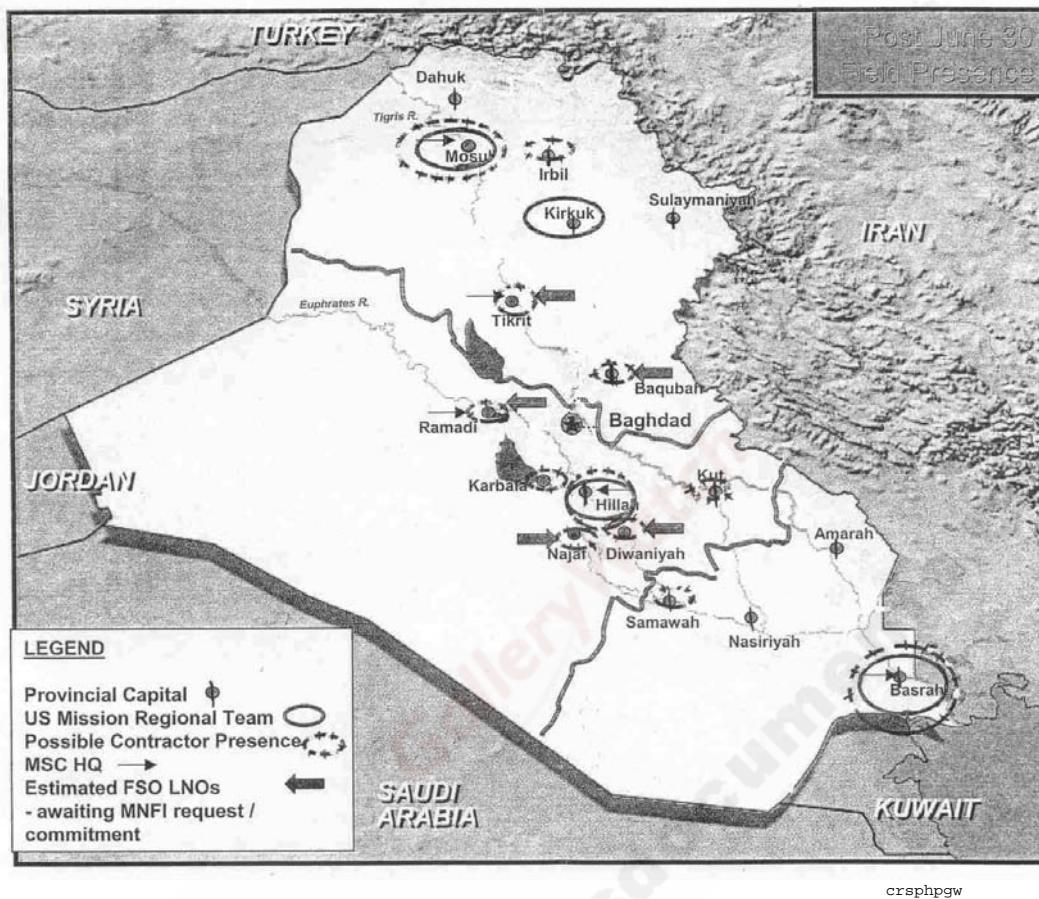 Post June 30
Field Presence
TURKEY
Dahuk
Tigris R.
Mosul
Irbil
Kirkuk
Sulaymaniyah
IRAN
SYRIA
Euphrates R.
Tikrit
Baqubah
Ramadi
Baghdad
JORDAN
Karbala
Hillah
Kut
Najaf
Diwaniyah
Amarah
Samawah
Nasiriyah
Basrah
LEGEND
Provincial Capital
US Mission Regional Team
Possible Contractor Presence
MSC HQ
Estimated FSO LNOs
- awaiting MNFI request /
commitment
SAUDI
ARABIA
KUWAIT
crsphpgw